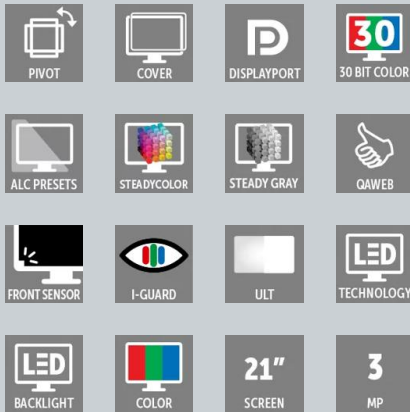 PIVOT
COVER
D
DISPLAYPORT
30
30 BIT COLOR
ALC PRESETS
STEADYCOLOR
STEADY GRAY
QAWEB
FRONT SENSOR
I-GUARD
ULT
LED
TECHNOLOGY
LED
BACKLIGHT
COLOR
21"
SCREEN
3
MP